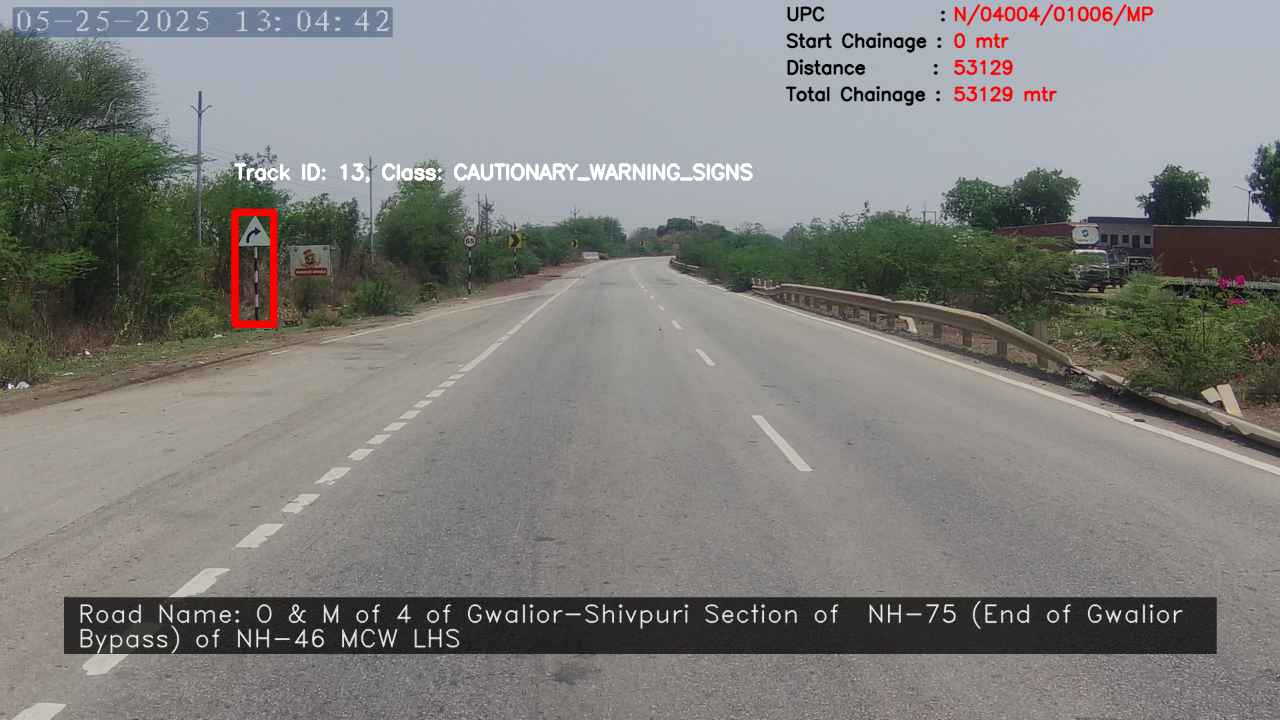 05-25-2025 13:04:42
UPC : N/04004/01006/MP
Start Chainage : 0 mtr
Distance : 53129
Total Chainage : 53129 mtr
Track ID: 13, Class: CAUTIONARY_WARNING_SIGNS
Road Name: O & M of 4 of Gwalior-Shivpuri Section of NH-75 (End of Gwalior
Bypass) of NH-46 MCW LHS